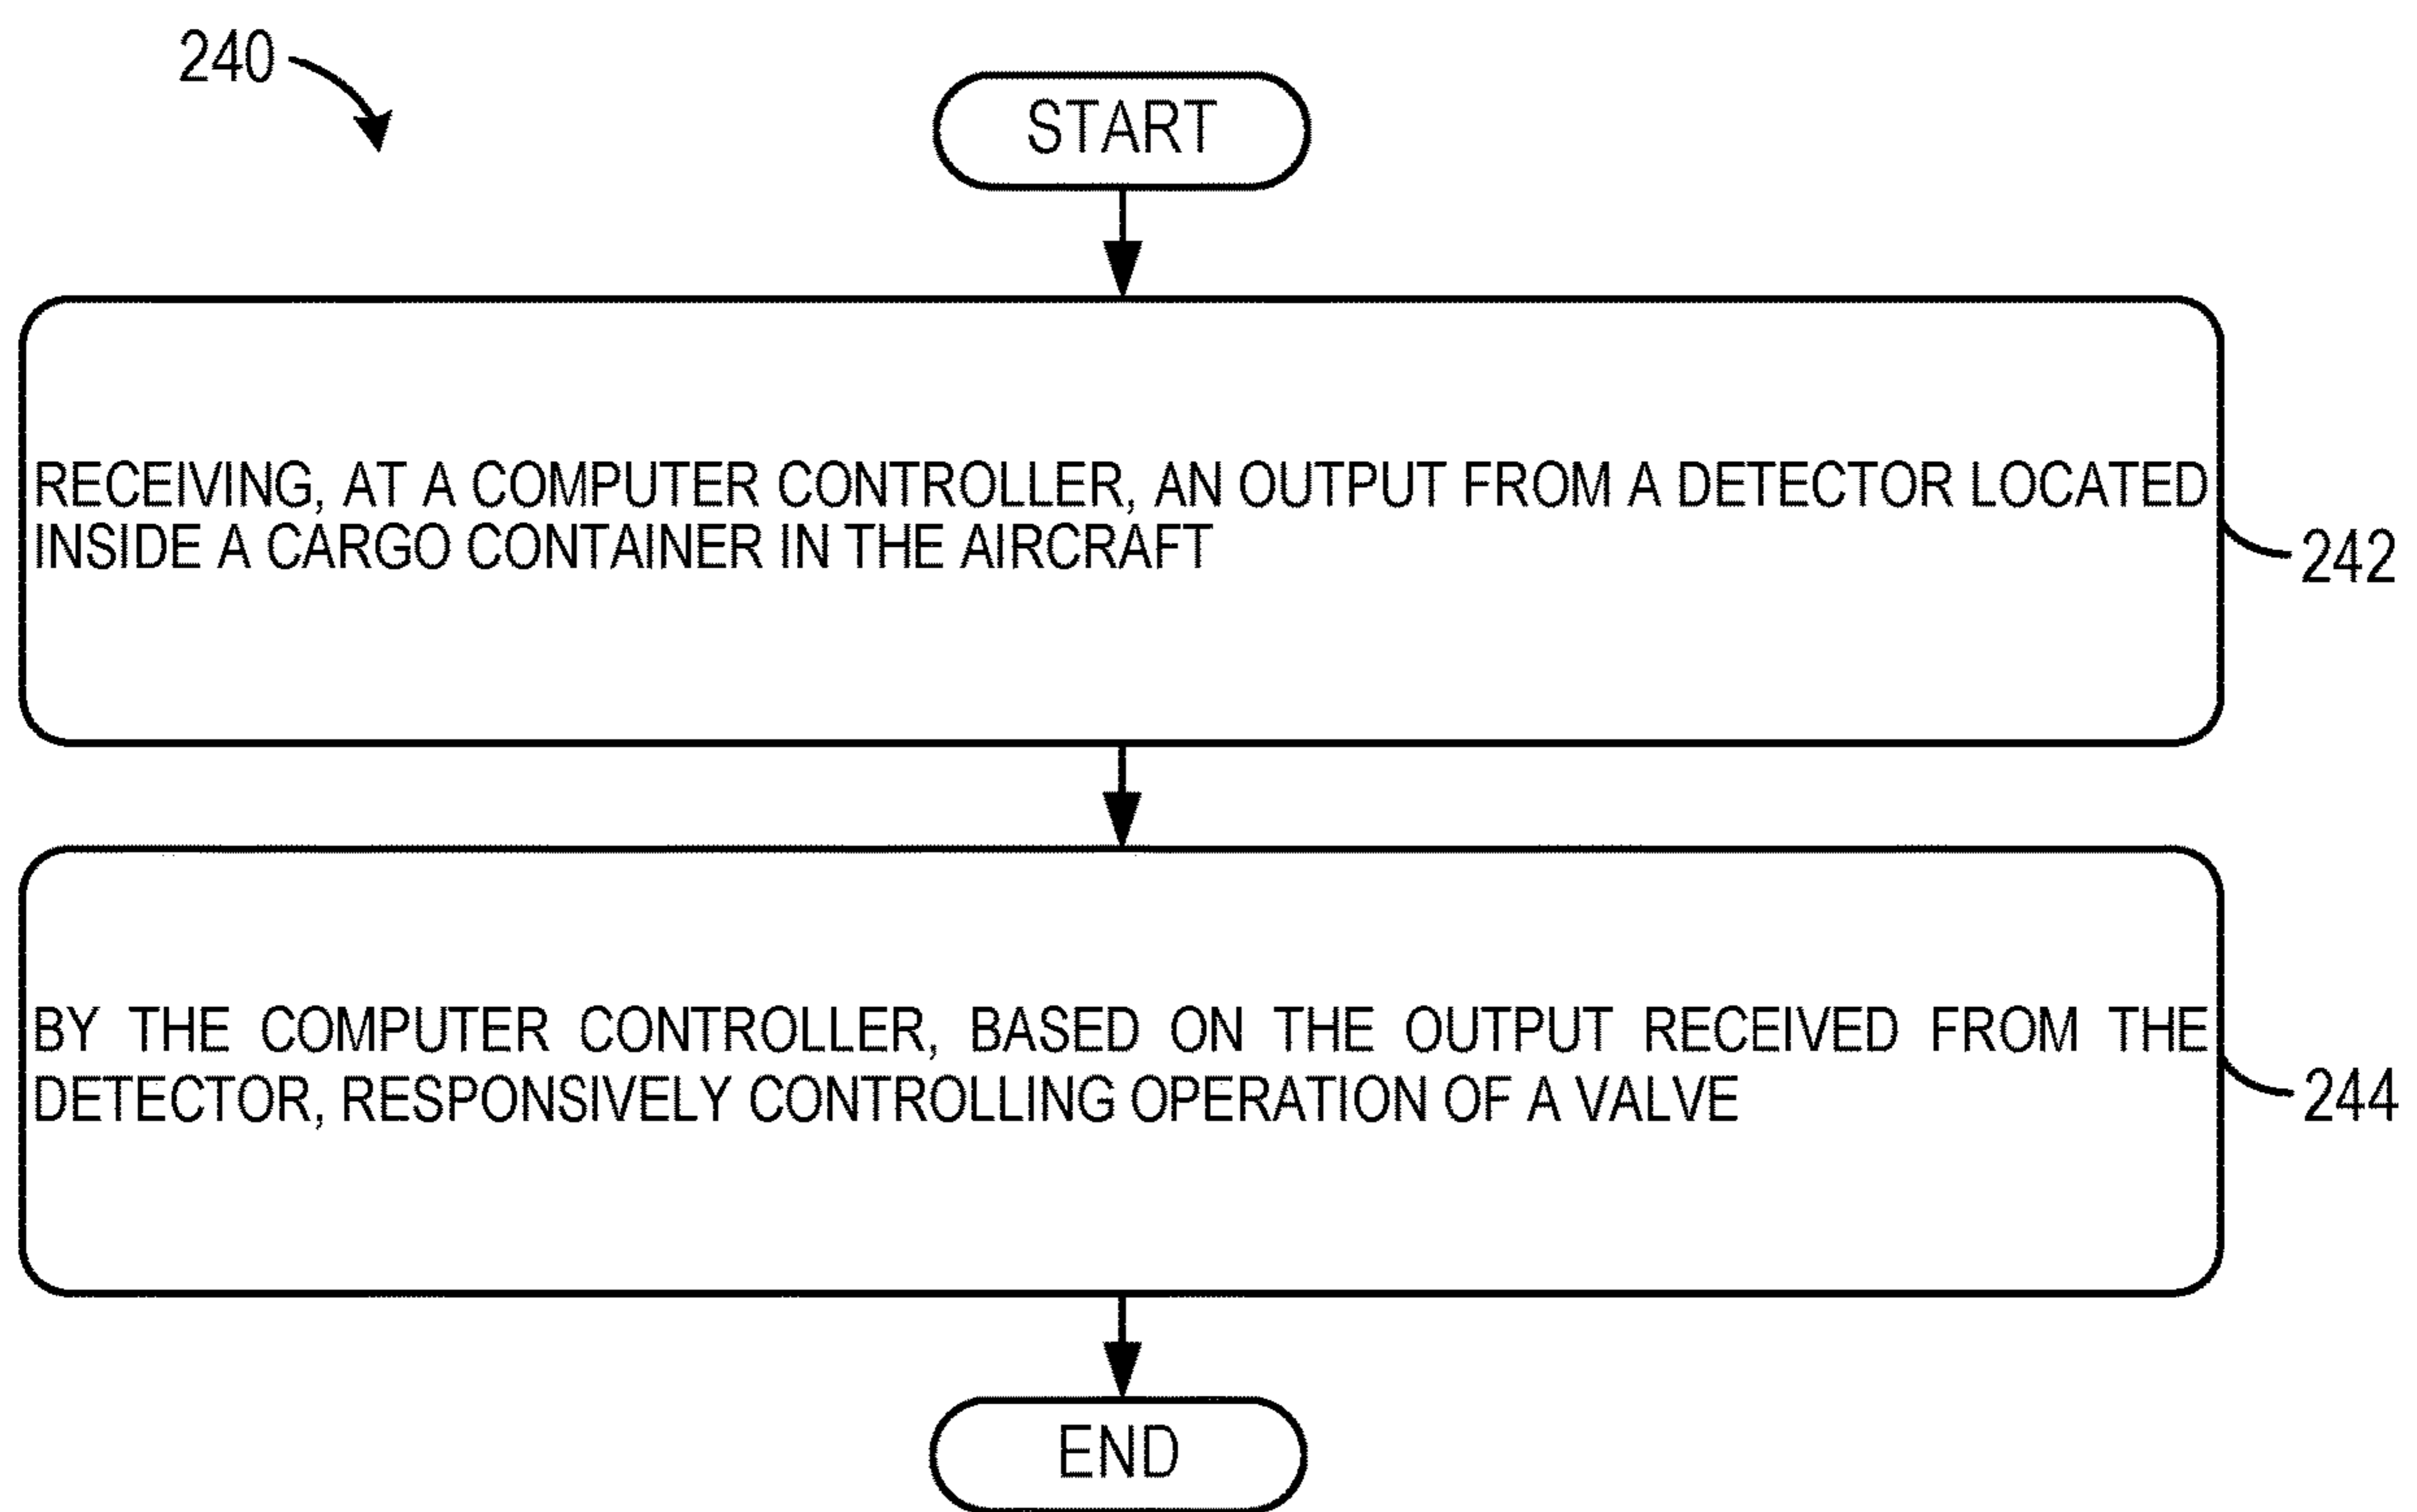 240
START
RECEIVING, AT A COMPUTER CONTROLLER, AN OUTPUT FROM A DETECTOR LOCATED
INSIDE A CARGO CONTAINER IN THE AIRCRAFT
242
BY THE COMPUTER CONTROLLER, BASED ON THE OUTPUT RECEIVED FROM THE
DETECTOR, RESPONSIVELY CONTROLLING OPERATION OF A VALVE
244
END